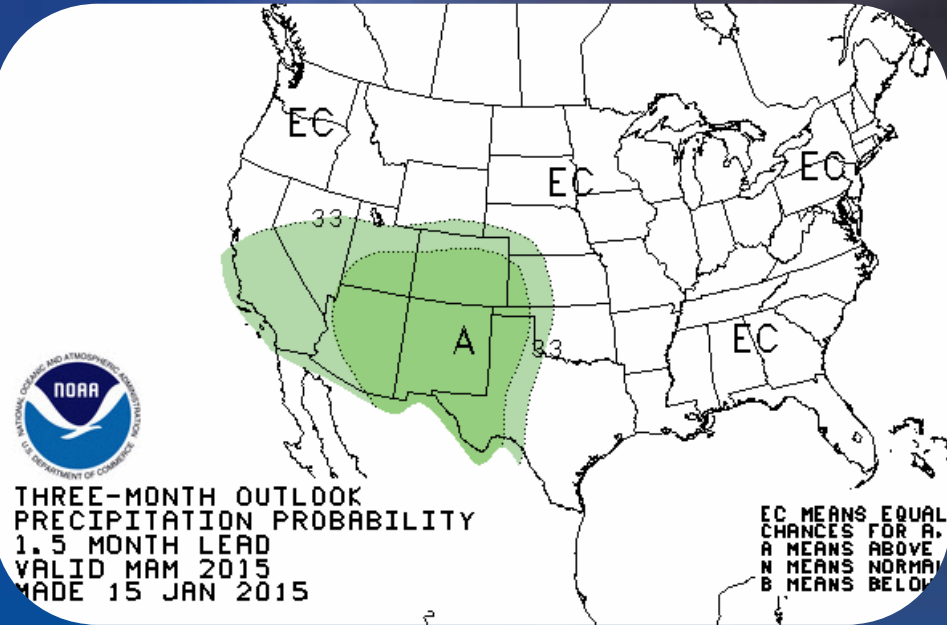 EC
EC
EC
33
A
33
EC
NATIONAL OCEANIC AND ATMOSPHERIC ADMINISTRATION
NOAA
U.S. DEPARTMENT OF COMMERCE
THREE-MONTH OUTLOOK
PRECIPITATION PROBABILITY
1.5 MONTH LEAD
VALID MAM 2015
MADE 15 JAN 2015
EC MEANS EQUAL
CHANCES FOR A,
A MEANS ABOVE
N MEANS NORMAL
B MEANS BELOW